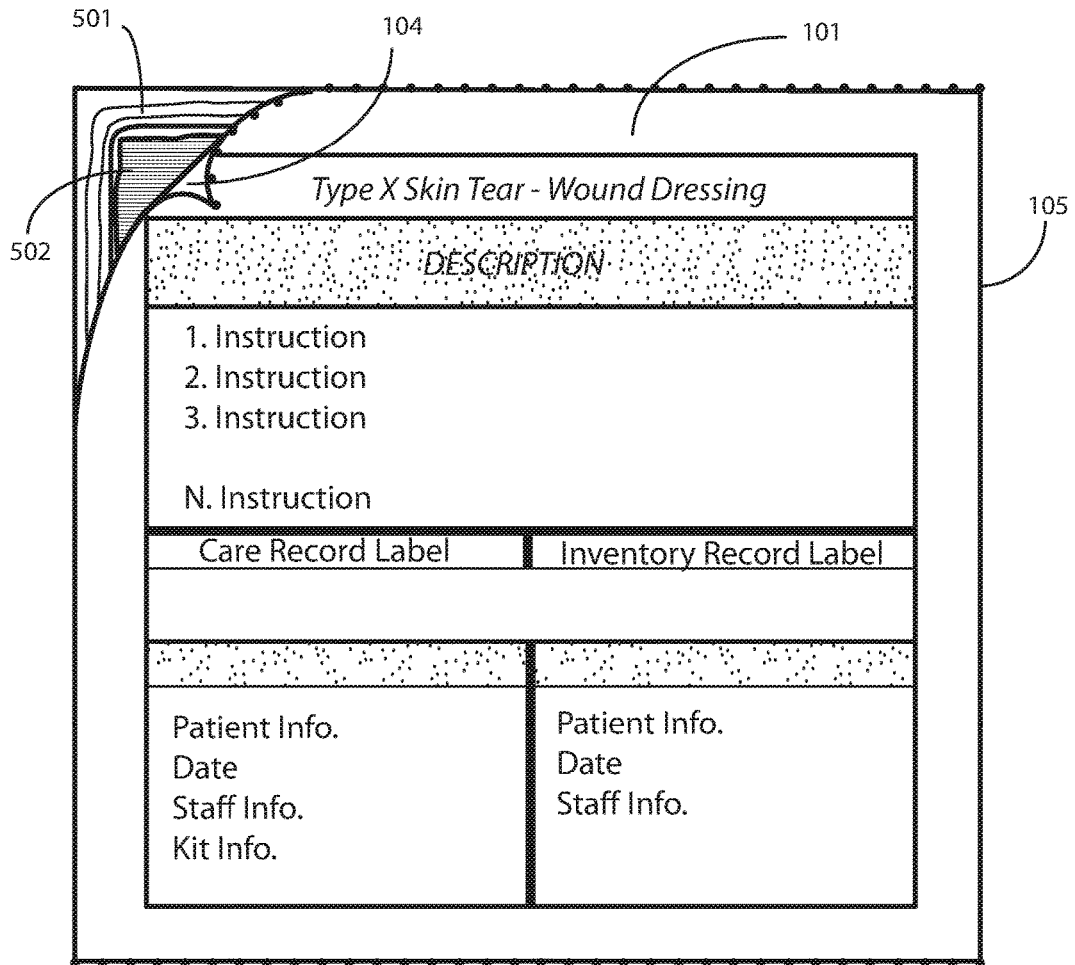 501
104
101
Type X Skin Tear - Wound Dressing
105
502
DESCRIPTION
1. Instruction
2. Instruction
3. Instruction
N. Instruction
Care Record Label
Inventory Record Label
Patient Info.
Date
Staff Info.
Kit Info.
Patient Info.
Date
Staff Info.